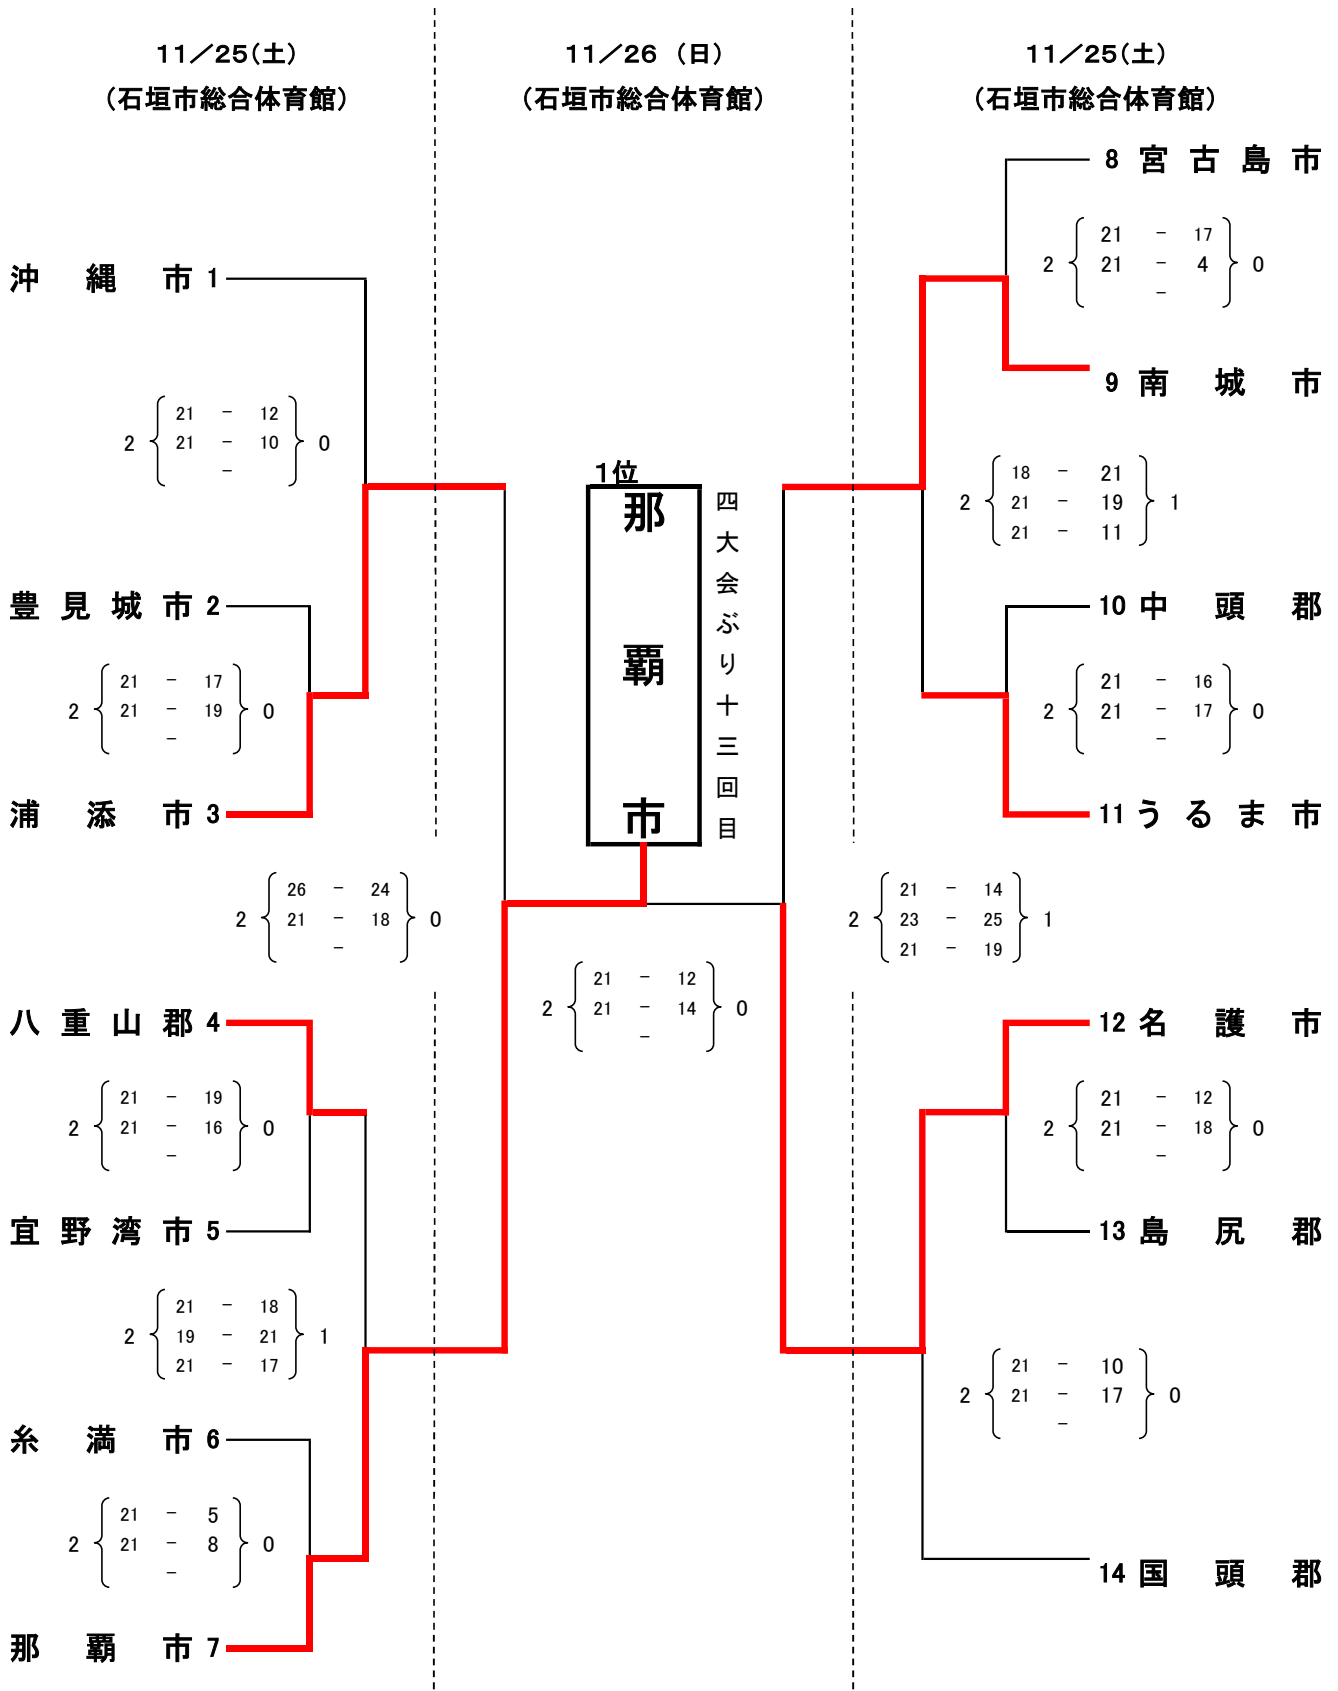 11／25(土)
(石垣市総合体育館)
11／26 (日)
(石垣市総合体育館)
11／25(土)
(石垣市総合体育館)
沖縄市 1
2 { 21 － 12 } 0
21 － 10
－
豊見城市 2
2 { 21 － 17 } 0
21 － 19
－
浦添市 3
2 { 26 － 24 } 0
21 － 18
－
八重山郡 4
2 { 21 － 19 } 0
21 － 16
－
宜野湾市 5
2 { 21 － 18 } 1
19 － 21
21 － 17
糸満市 6
2 { 21 － 5 } 0
21 － 8
－
那覇市 7
1位
那覇市
四大会ぶり十三回目
2 { 21 － 12 } 0
21 － 14
－
8 宮古島市
2 { 21 － 17 } 0
21 － 4
－
9 南城市
2 { 18 － 21 } 1
21 － 19
21 － 11
10 中頭郡
2 { 21 － 16 } 0
21 － 17
－
11 うるま市
2 { 21 － 14 } 1
23 － 25
21 － 19
12 名護市
2 { 21 － 12 } 0
21 － 18
－
13 島尻郡
2 { 21 － 10 } 0
21 － 17
－
14 国頭郡